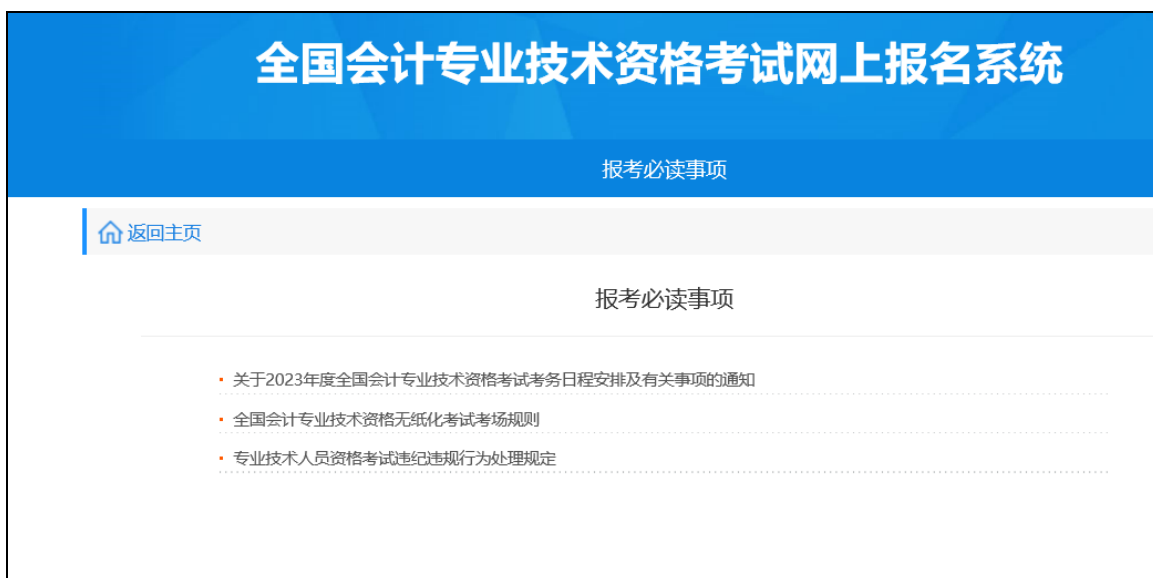 全国会计专业技术资格考试网上报名系统
报考必读事项
返回主页
报考必读事项
关于2023年度全国会计专业技术资格考试考务日程安排及有关事项的通知
全国会计专业技术资格无纸化考试考场规则
专业技术人员资格考试违纪违规行为处理规定